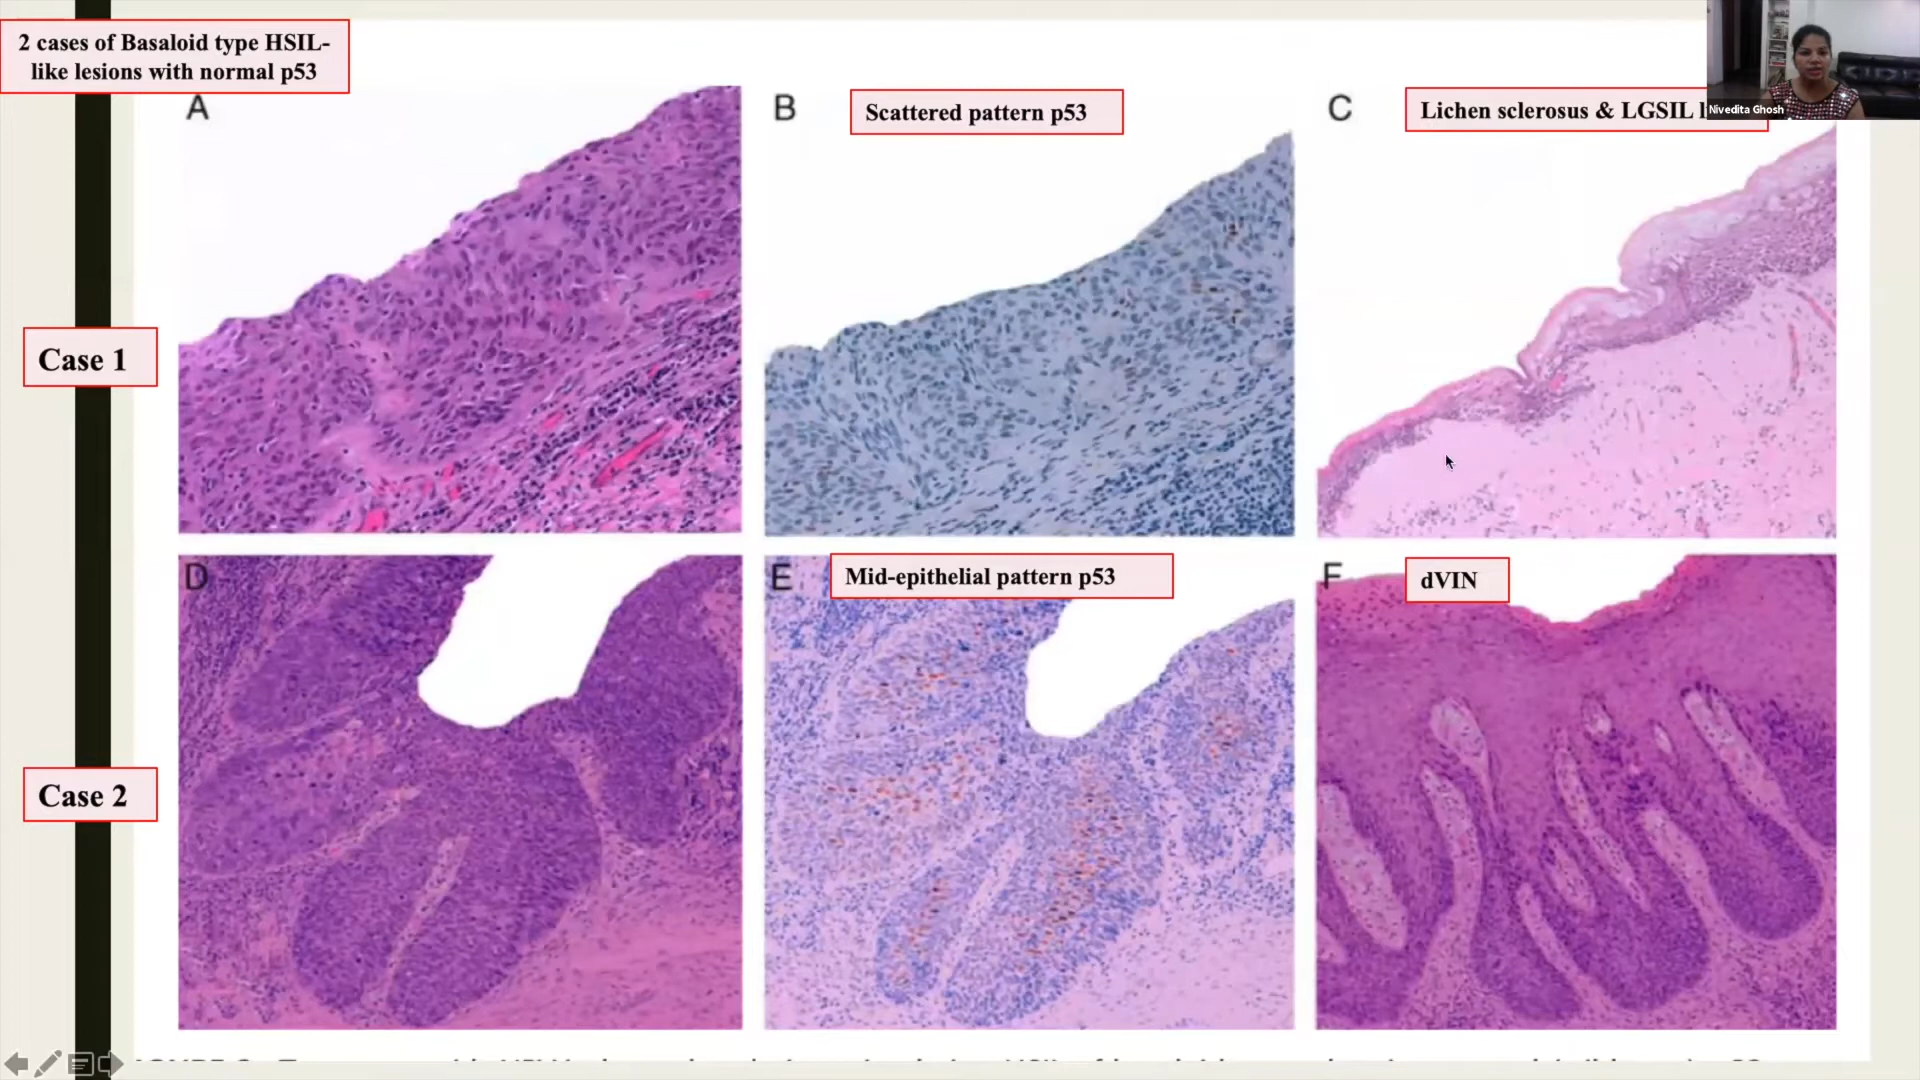 2 cases of Basaloid type HSIL-
like lesions with normal p53
A
B
Scattered pattern p53
C
Lichen sclerosus & LGSIL
Nivedita Ghosh
Case 1
D
E
Mid-epithelial pattern p53
F
dVIN
Case 2